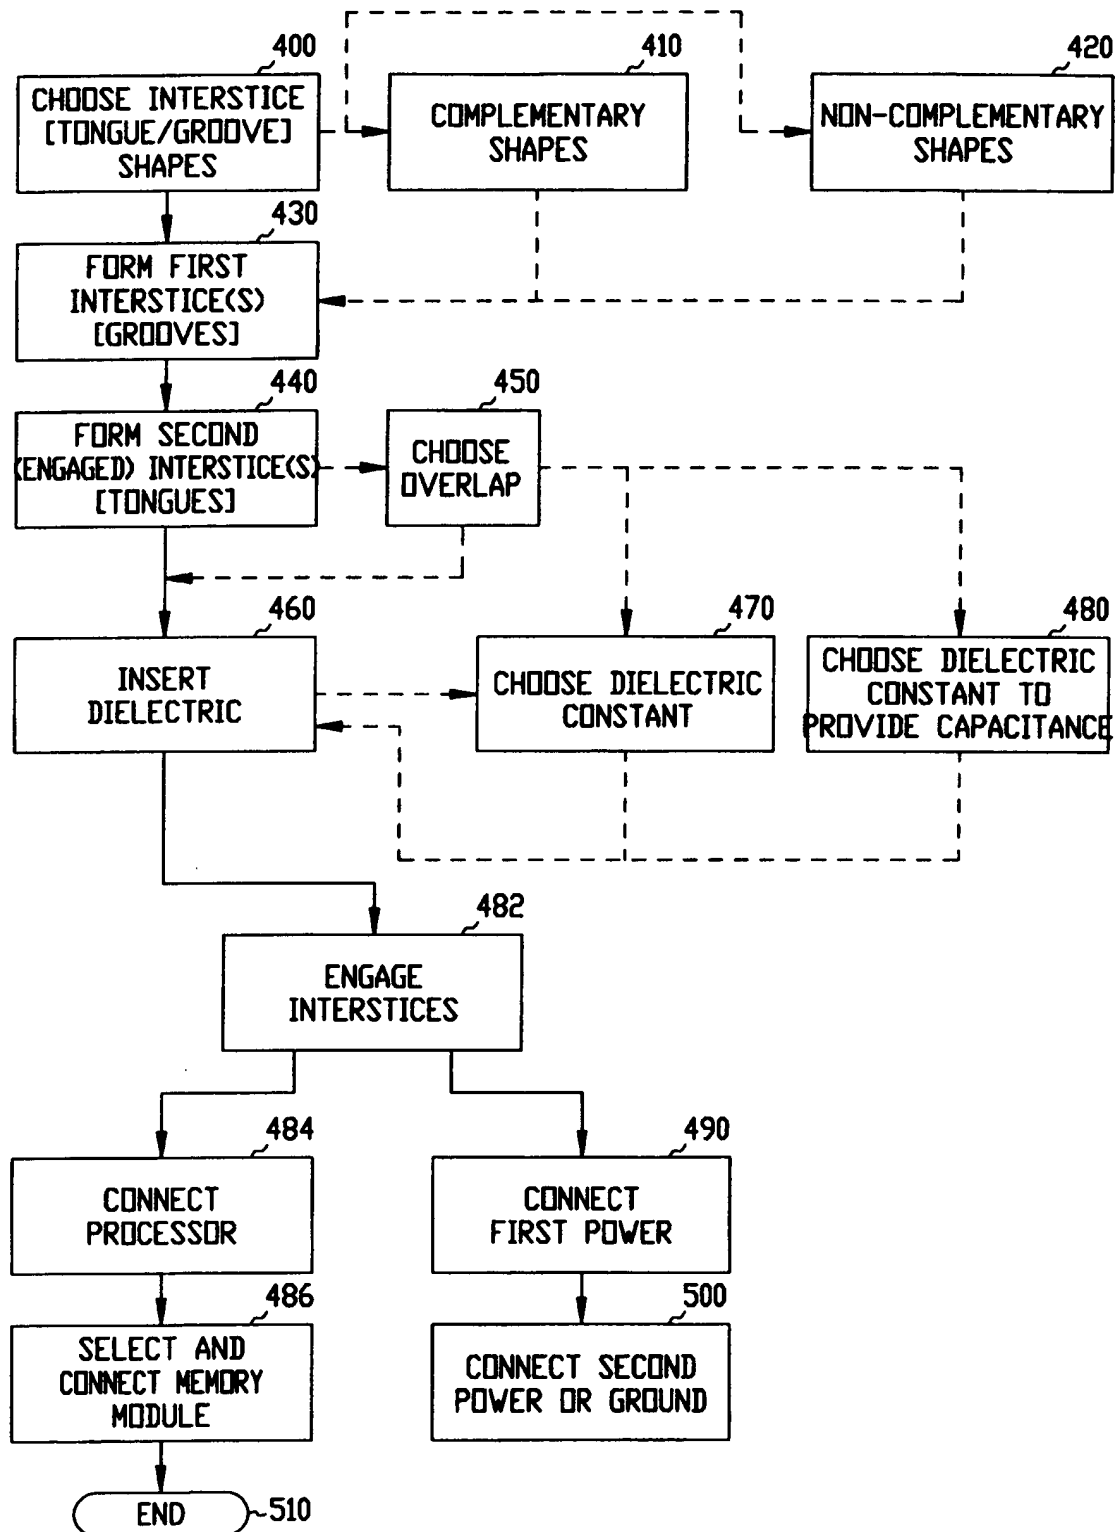 400
CHOOSE INTERSTICE
[TONGUE/GROOVE]
SHAPES
410
COMPLEMENTARY
SHAPES
420
NON-COMPLEMENTARY
SHAPES
430
FORM FIRST
INTERSTICE(S)
[GROOVES]
440
FORM SECOND
(ENGAGED) INTERSTICE(S)
[TONGUES]
450
CHOOSE
OVERLAP
460
INSERT
DIELECTRIC
470
CHOOSE DIELECTRIC
CONSTANT
480
CHOOSE DIELECTRIC
CONSTANT TO
PROVIDE CAPACITANCE
482
ENGAGE
INTERSTICES
484
CONNECT
PROCESSOR
490
CONNECT
FIRST POWER
486
SELECT AND
CONNECT MEMORY
MODULE
500
CONNECT SECOND
POWER OR GROUND
END
510